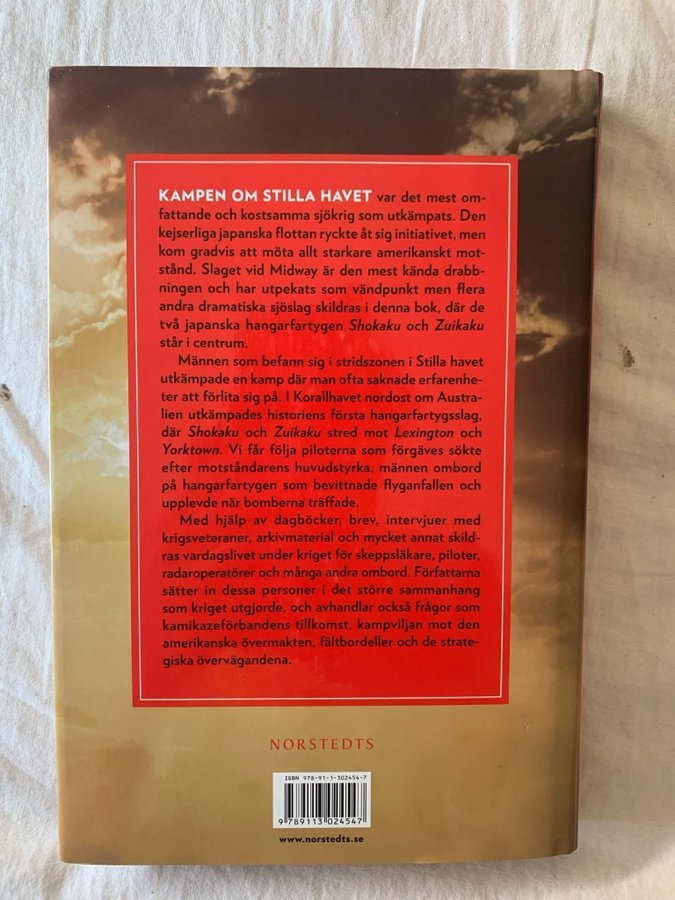 KAMPEN OM STILLA HAVET var det mest om-
fattande och kostsamma sjökrig som utkämpats. Den
kejserliga japanska flottan ryckte åt sig initiativet, men
kom gradvis att möta allt starkare amerikanskt mot-
stånd. Slaget vid Midway är den mest kända drabb-
ningen och har utpekats som vändpunkt men flera
andra dramatiska sjöslag skildras i denna bok, där de
två japanska hangarfartygen Shokaku och Zuikaku
står i centrum.
Männen som befann sig i stridszonen i Stilla havet
utkämpade en kamp där man ofta saknade erfarenhe-
ter att förlita sig på. I Korallhavet nordost om Austra-
lien utkämpades historiens första hangarfartygsslag,
där Shokaku och Zuikaku stred mot Lexington och
Yorktown. Vi får följa piloterna som förgäves sökte
efter motståndarens huvudstyrka, männen ombord
på hangarfartygen som bevittnade flyganfallen och
upplevde när bomberna träffade.
Med hjälp av dagböcker, brev, intervjuer med
krigsveteraner, arkivmaterial och mycket annat skild-
ras vardagslivet under kriget för skeppsläkare, piloter,
radaroperatörer och många andra ombord. Författarna
sätter in dessa personer i det större sammanhang
som kriget utgjorde, och avhandlar också frågor som
kamikazeförbandens tillkomst, kampviljan mot den
amerikanska övermakten, fältbordeller och de strate-
giska övervägandena.
NORSTEDTS
ISBN 978-91-1-302454-7
9 789113 024547
www.norstedts.se